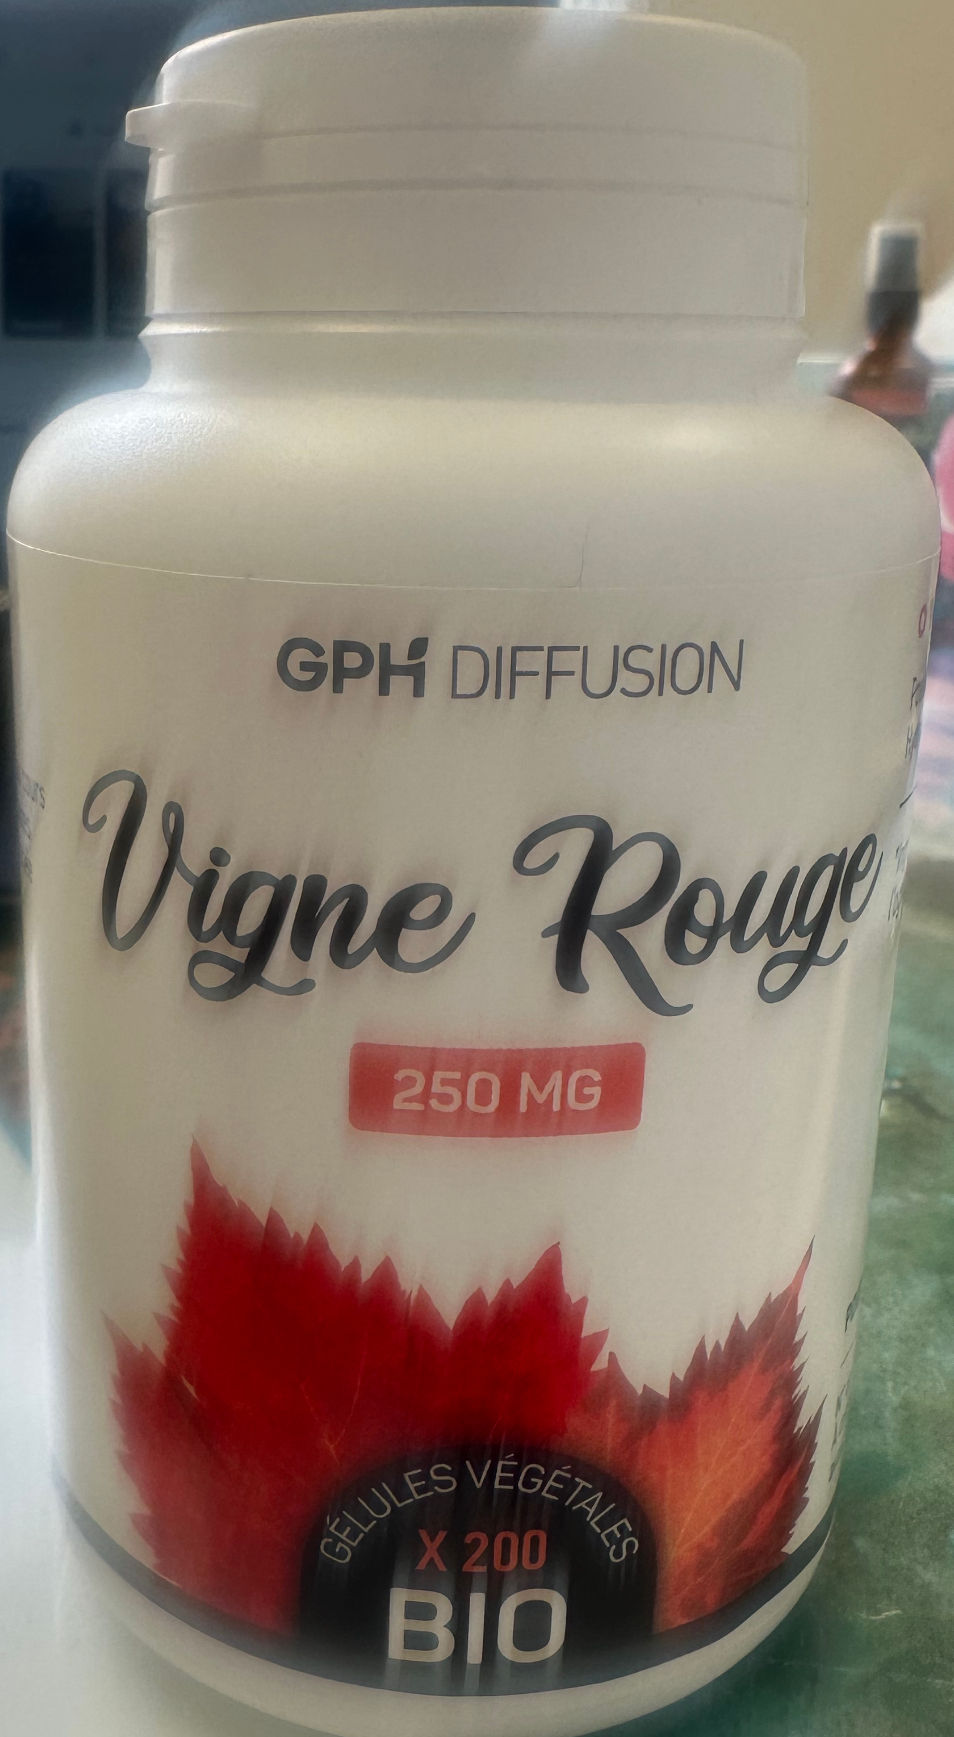 GPH DIFFUSION
Vigne Rouge
250 MG
GÉLULES VÉGÉTALES
X 200
BIO